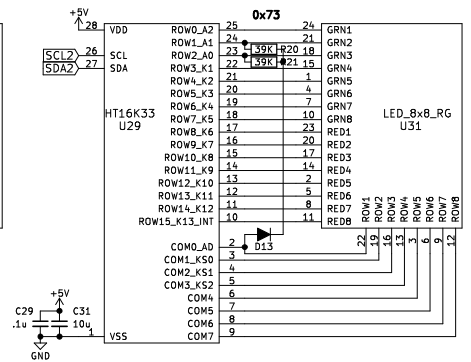 0x73
+5V
28 VDD ROW0_A2 25 24 GRN1
ROW1_A1 24 21 GRN2
SCL2 26 SCL ROW2_A0 23 39K R20 18 GRN3
SDA2 27 SDA ROW3_K1 22 39K R21 15 GRN4
ROW4_K2 21 1 GRN5
ROW5_K3 20 4 GRN6
ROW6_K4 19 7 GRN7
HT16K33 ROW7_K5 18 10 GRN8 LED_8x8_RG
U29 ROW8_K6 17 23 RED1 U31
ROW9_K7 16 20 RED2
ROW10_K8 15 17 RED3
ROW11_K9 14 14 RED4
ROW12_K10 13 2 RED5
ROW13_K11 12 5 RED6
ROW14_K12 11 8 RED7
ROW15_K13_INT 10 11 RED8
ROW1 ROW2 ROW3 ROW4 ROW5 ROW6 ROW7 ROW8
22 19 16 13 3 6 9 12
COM0_AD 2 D13
COM1_KS0 3
COM2_KS1 4
COM3_KS2 5
COM4 6
COM5 7
COM6 8
COM7 9
+5V
C29 C31
.1u 10u
1 VSS
GND